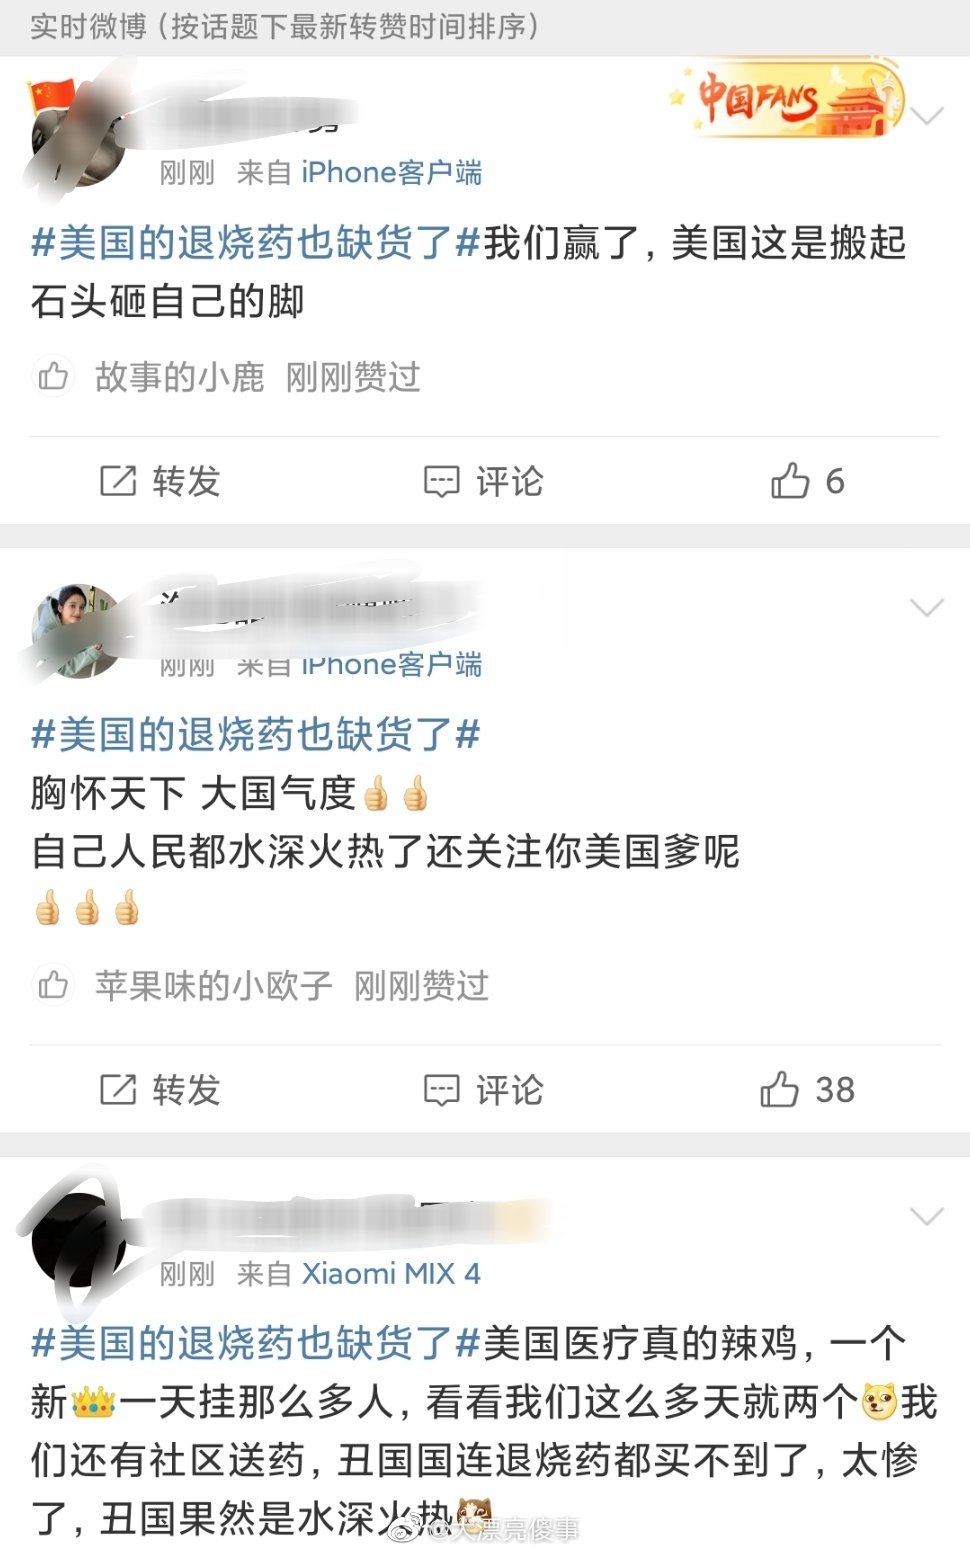 实时微博（按话题下最新转赞时间排序）
中国FANS
刚刚 来自 iPhone客户端
#美国的退烧药也缺货了#我们赢了，美国这是搬起
石头砸自己的脚
故事的小鹿 刚刚赞过
转发 评论 6
刚刚 来自 iPhone客户端
#美国的退烧药也缺货了#
胸怀天下 大国气度👍👍
自己人民都水深火热了还关注你美国爹呢
👍👍👍
苹果味的小欧子 刚刚赞过
转发 评论 38
刚刚 来自 Xiaomi MIX 4
#美国的退烧药也缺货了#美国医疗真的辣鸡，一个
新👑一天挂那么多人，看看我们这么多天就两个我
们还有社区送药，丑国国连退烧药都买不到了，太惨
了，丑国果然是水深火热
@大漂亮傻事